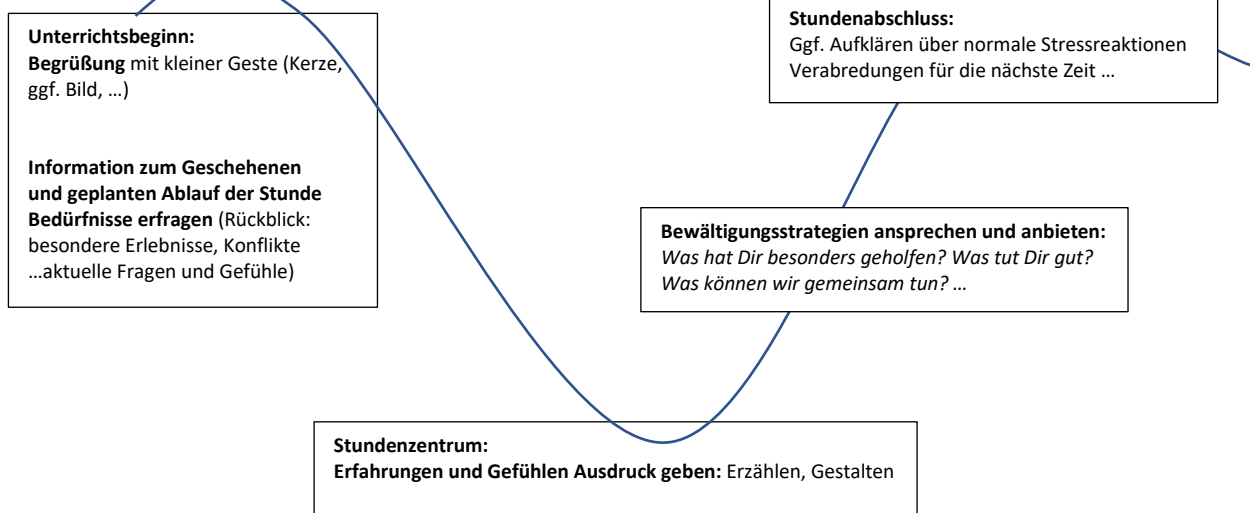 Unterrichtsbeginn:
Begrüßung mit kleiner Geste (Kerze,
ggf. Bild, …)
Information zum Geschehenen
und geplanten Ablauf der Stunde
Bedürfnisse erfragen (Rückblick:
besondere Erlebnisse, Konflikte
…aktuelle Fragen und Gefühle)
Stundenzentrum:
Erfahrungen und Gefühlen Ausdruck geben: Erzählen, Gestalten
Bewältigungsstrategien ansprechen und anbieten:
Was hat Dir besonders geholfen? Was tut Dir gut?
Was können wir gemeinsam tun? …
Stundenabschluss:
Ggf. Aufklären über normale Stressreaktionen
Verabredungen für die nächste Zeit …